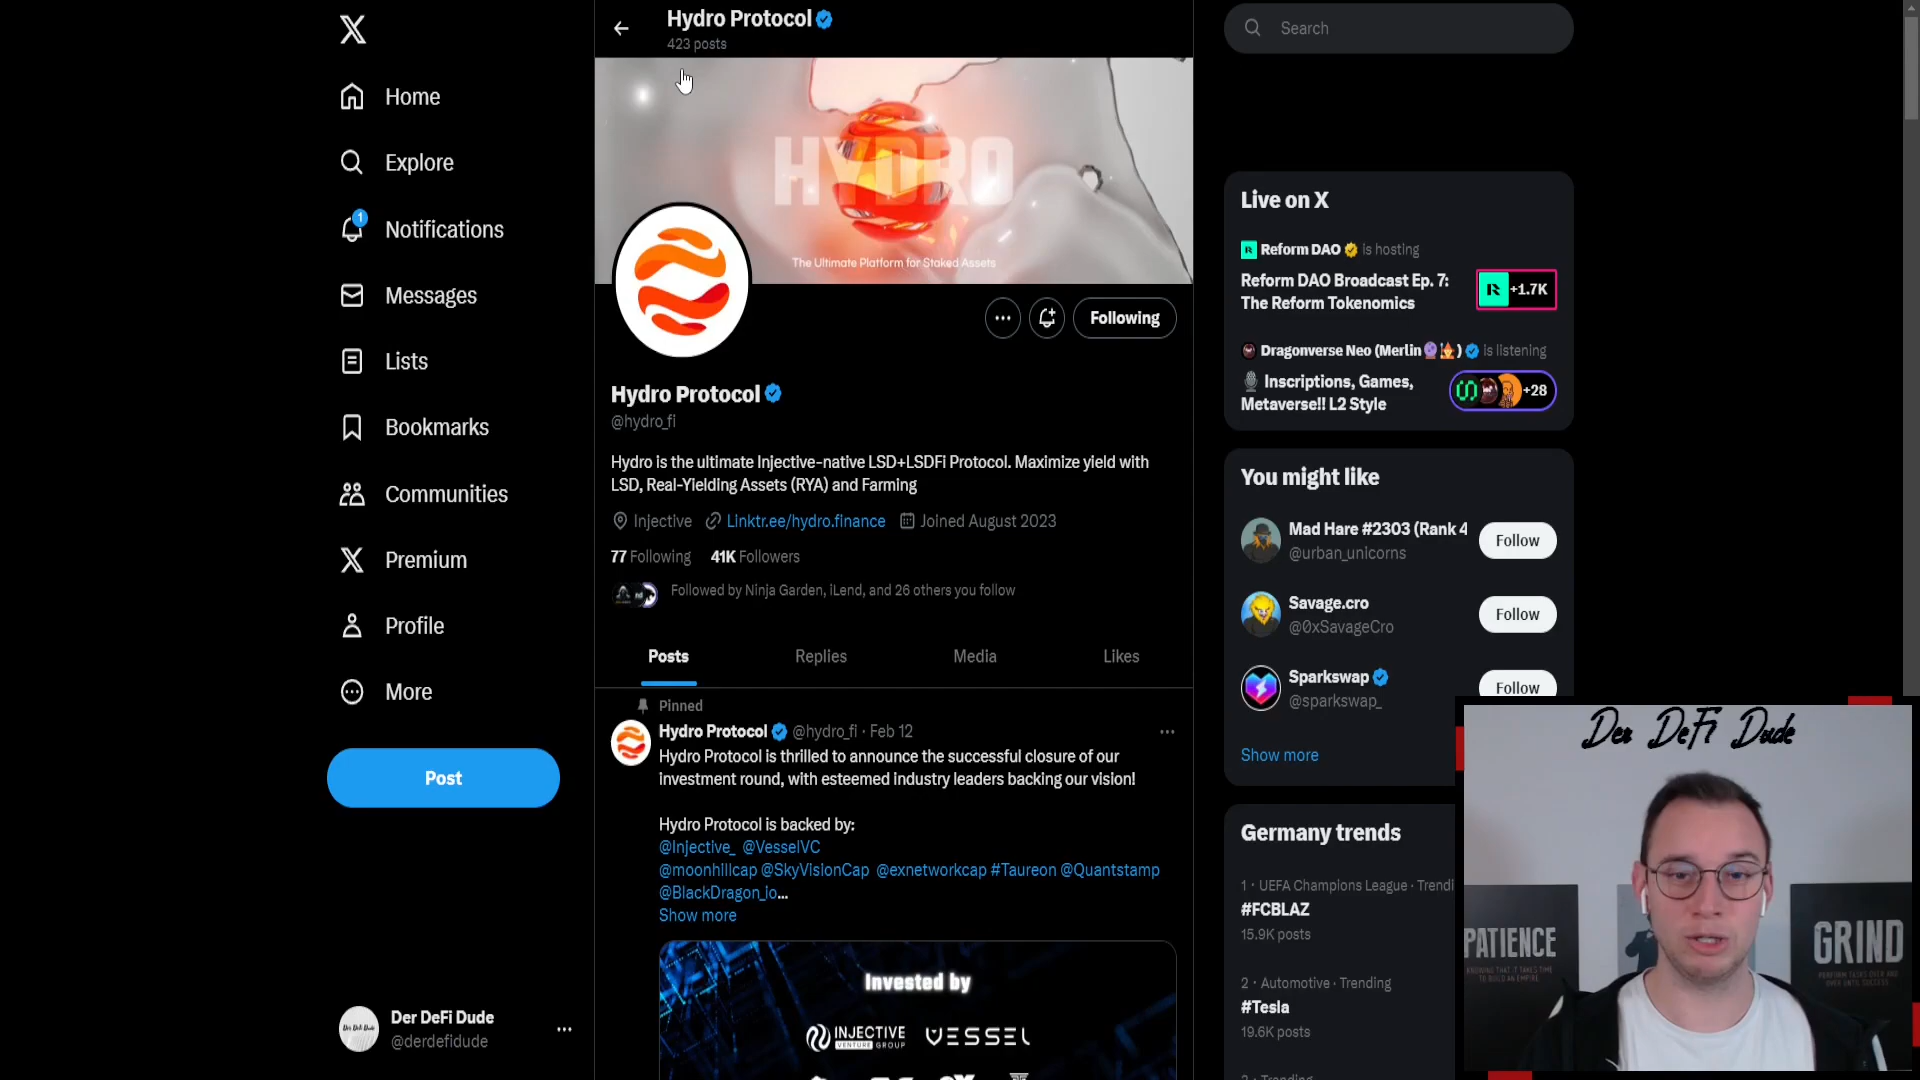 Hydro Protocol
423 posts
Search
Home
Explore
1
Notifications
Messages
Lists
Bookmarks
Communities
Premium
Profile
More
Post
Der DeFi Dude
@derdefidude
HYDRO
The Ultimate Platform for Staked Assets
Following
Hydro Protocol
@hydro_fi
Hydro is the ultimate Injective-native LSD+LSDFi Protocol. Maximize yield with
LSD, Real-Yielding Assets (RYA) and Farming
Injective Linktr.ee/hydro.finance Joined August 2023
77 Following 41K Followers
Followed by Ninja Garden, iLend, and 26 others you follow
Posts Replies Media Likes
Pinned
Hydro Protocol @hydro_fi · Feb 12
Hydro Protocol is thrilled to announce the successful closure of our
investment round, with esteemed industry leaders backing our vision!
Hydro Protocol is backed by:
@Injective_ @VesselVC
@moonhillcap @SkyVisionCap @exnetworkcap #Taureon @Quantstamp
@BlackDragon_io...
Show more
Invested by
INJECTIVE
VENTURE GROUP
VESSEL
Live on X
Reform DAO is hosting
Reform DAO Broadcast Ep. 7:
The Reform Tokenomics
+1.7K
Dragonverse Neo (Merlin ) is listening
Inscriptions, Games,
Metaverse!! L2 Style
+28
You might like
Mad Hare #2303 (Rank 4
@urban_unicorns
Follow
Savage.cro
@0xSavageCro
Follow
Sparkswap
@sparkswap_
Follow
Show more
Germany trends
1 · UEFA Champions League · Trendi
#FCBLAZ
15.9K posts
2 · Automotive · Trending
#Tesla
19.6K posts
Der DeFi Dude
PATIENCE
KNOWING THAT IT TAKES TIME
TO BUILD AN EMPIRE
GRIND